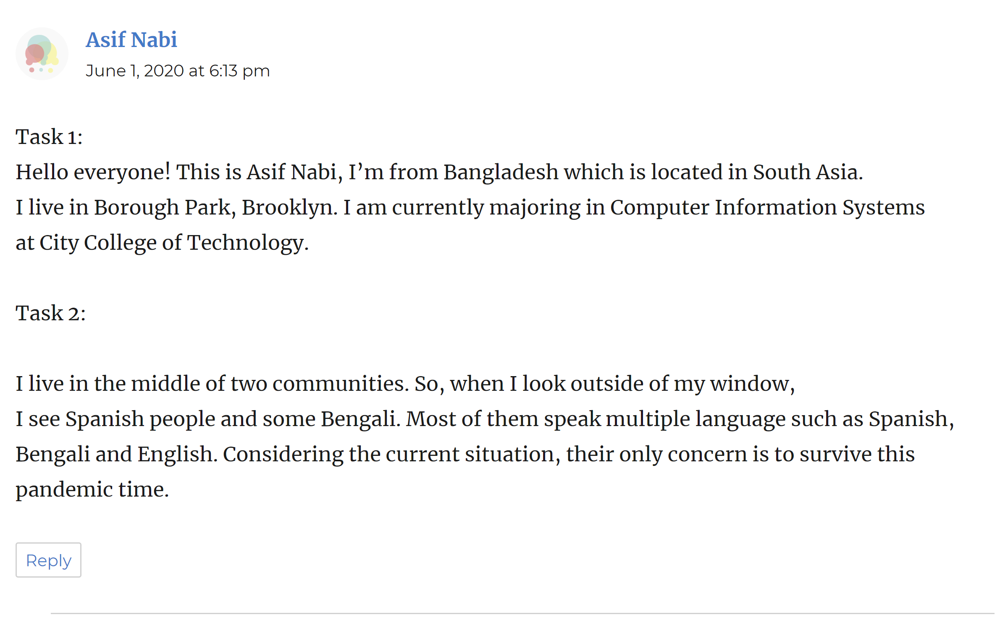 Asif Nabi
June 1, 2020 at 6:13 pm
Task 1:
Hello everyone! This is Asif Nabi, I’m from Bangladesh which is located in South Asia.
I live in Borough Park, Brooklyn. I am currently majoring in Computer Information Systems
at City College of Technology.
Task 2:
I live in the middle of two communities. So, when I look outside of my window,
I see Spanish people and some Bengali. Most of them speak multiple language such as Spanish,
Bengali and English. Considering the current situation, their only concern is to survive this
pandemic time.
Reply